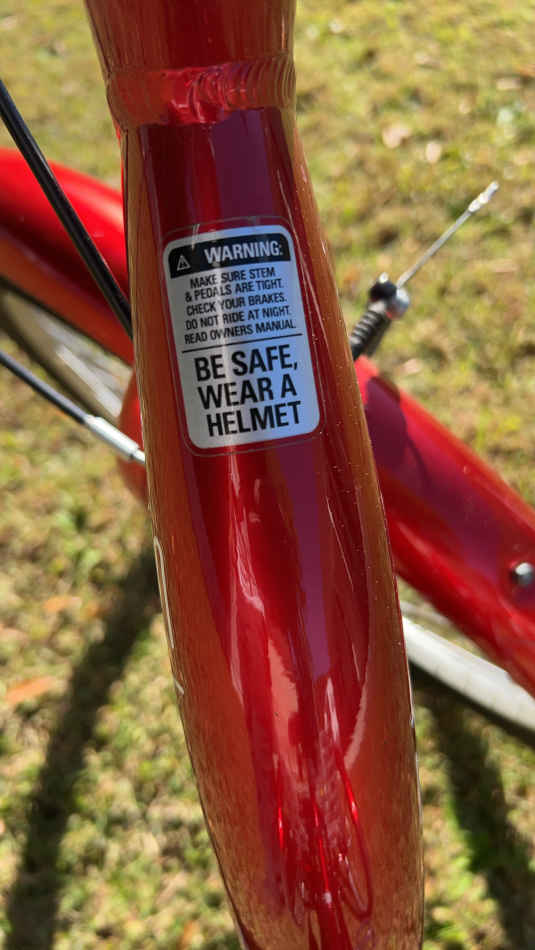 WARNING:
MAKE SURE STEM
& PEDALS ARE TIGHT.
CHECK YOUR BRAKES.
DO NOT RIDE AT NIGHT.
READ OWNERS MANUAL.
BE SAFE,
WEAR A
HELMET